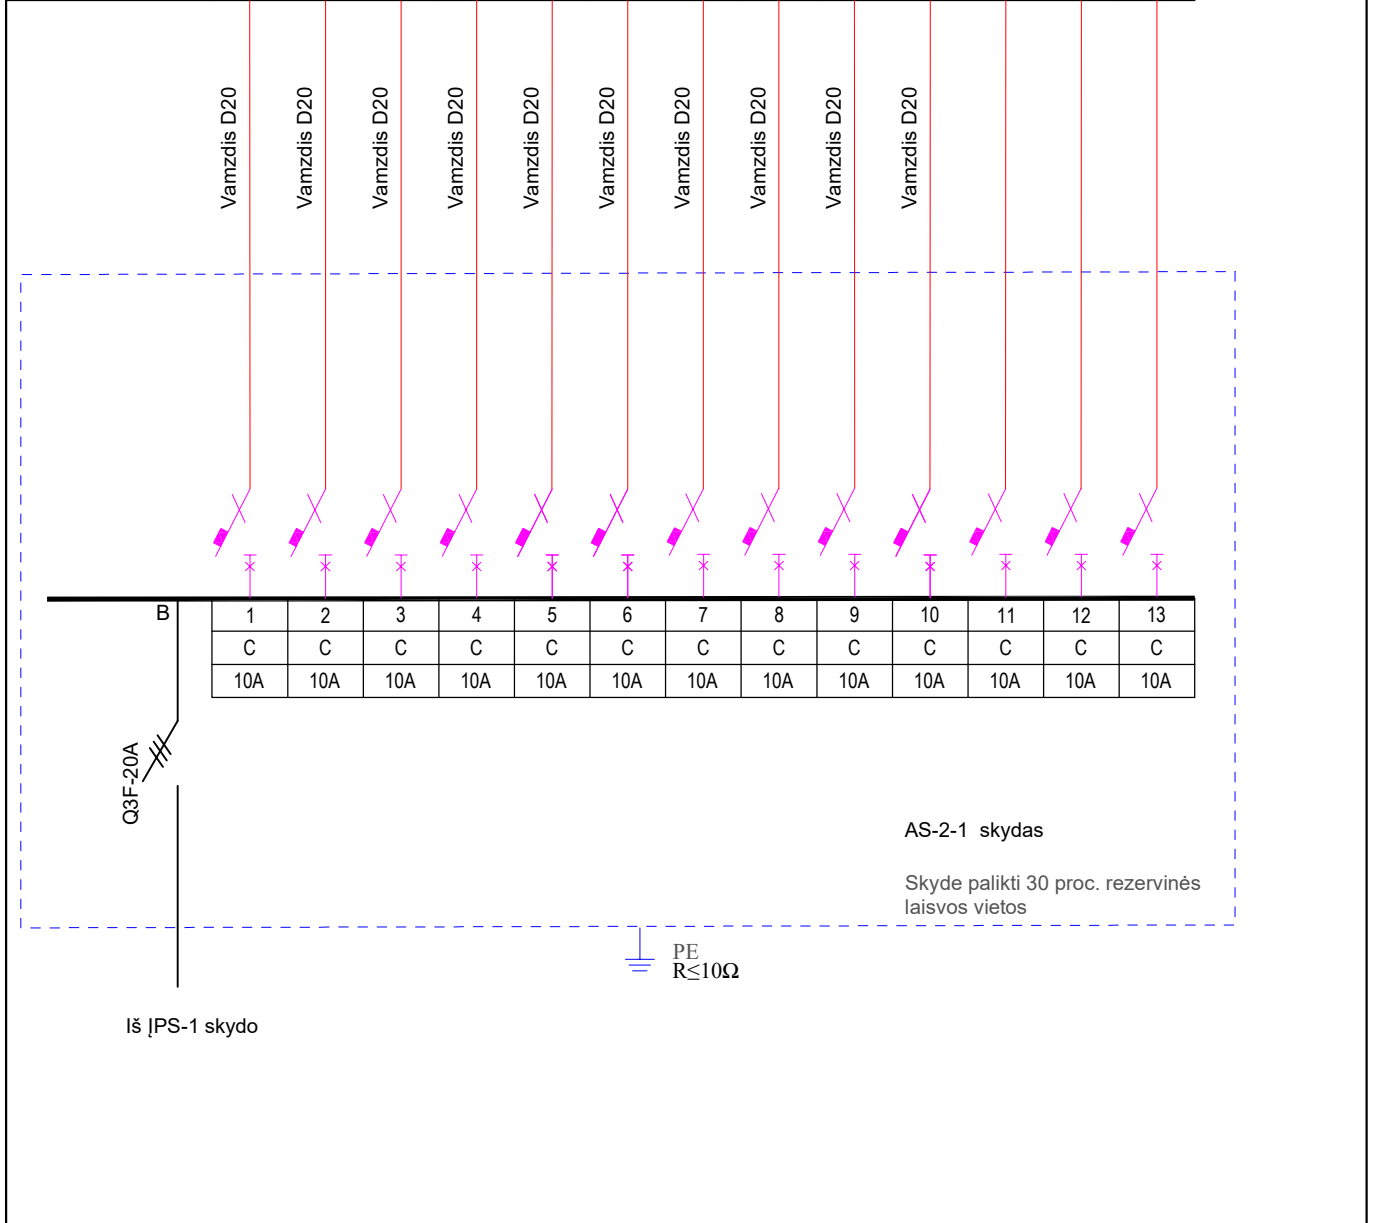 Vamzdis D20 Vamzdis D20 Vamzdis D20 Vamzdis D20 Vamzdis D20 Vamzdis D20 Vamzdis D20 Vamzdis D20 Vamzdis D20 Vamzdis D20
B 1 2 3 4 5 6 7 8 9 10 11 12 13
C C C C C C C C C C C C C
10A 10A 10A 10A 10A 10A 10A 10A 10A 10A 10A 10A 10A
Q3F-20A
AS-2-1 skydas
Skyde palikti 30 proc. rezervinės
laisvos vietos
PE
R≤10Ω
Iš ĮPS-1 skydo